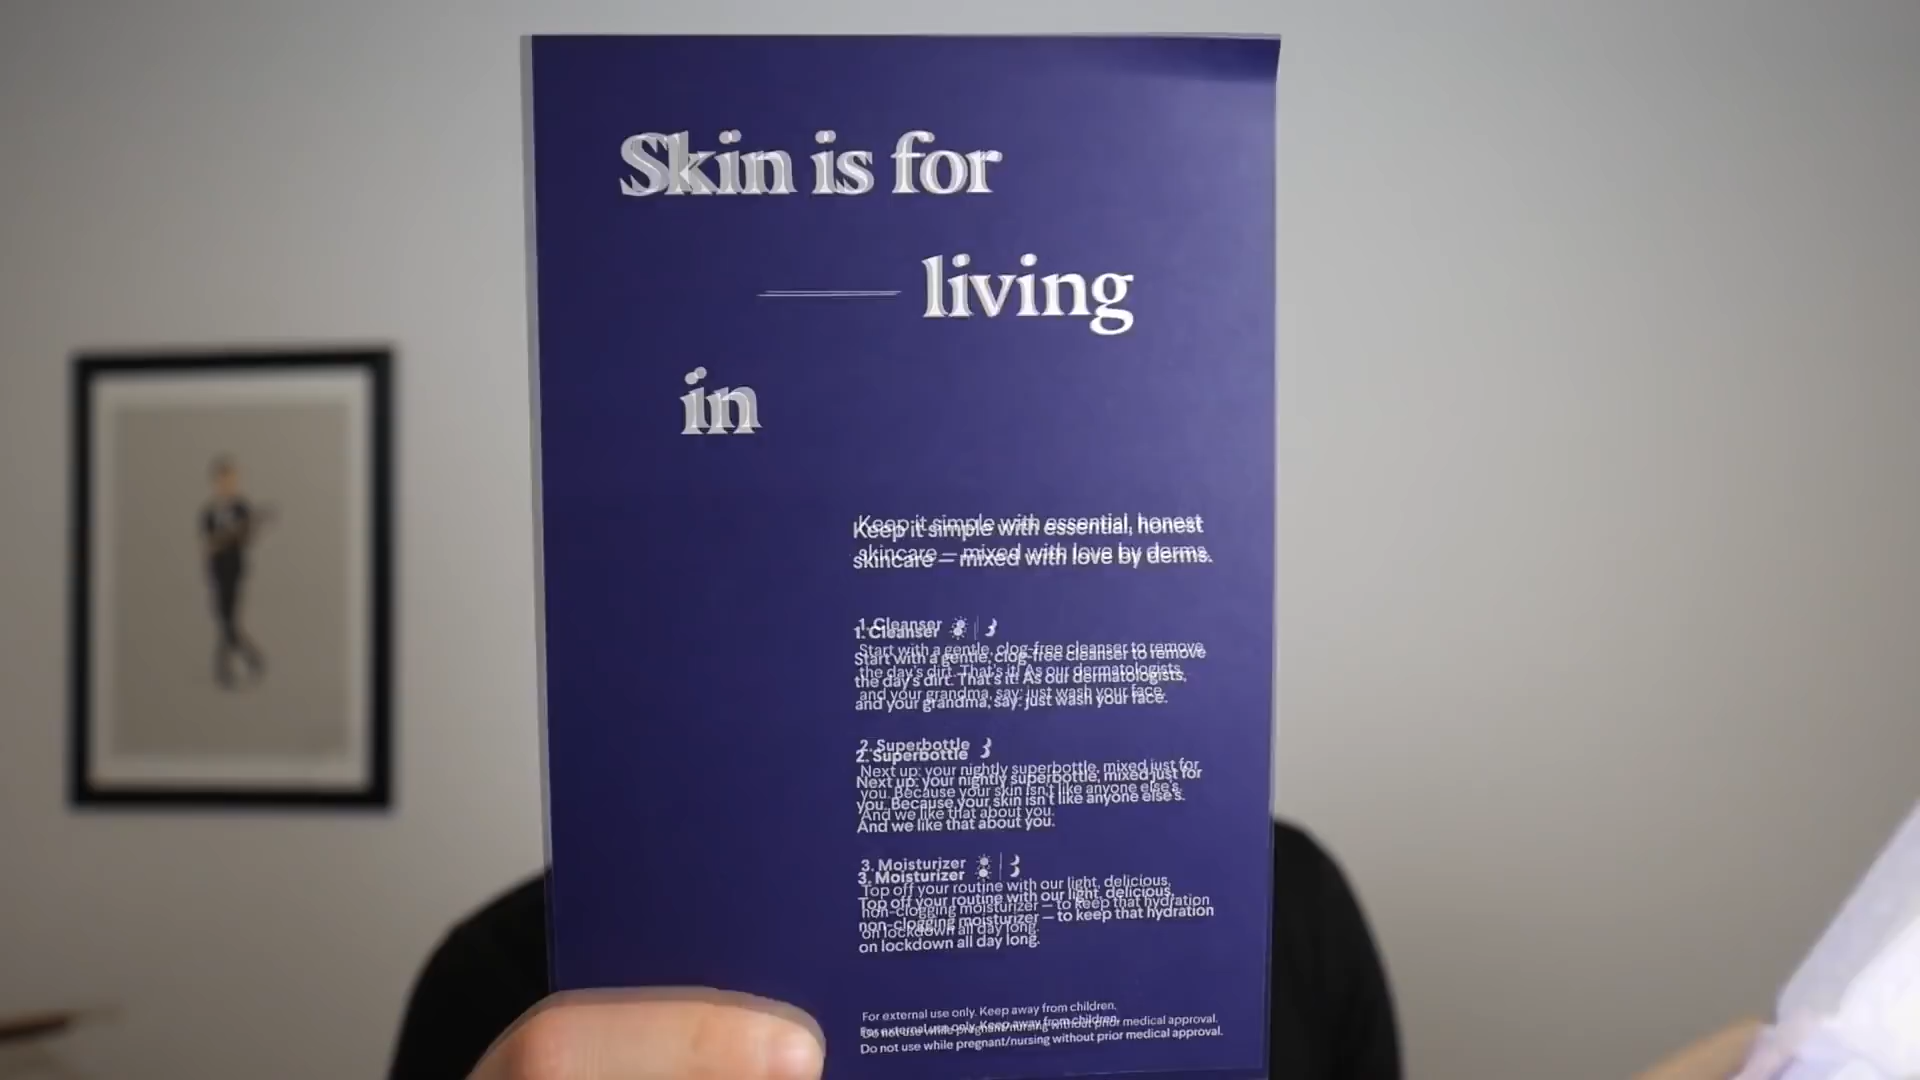 Skin is for
— living
in
Keep it simple with essential, honest
skincare — mixed with love by derms.
1. Cleanser
Start with a gentle, clog-free cleanser to remove
the day's dirt. That's it! As our dermatologists,
and your grandma, say: just wash your face.
2. Superbottle
Next up: your nightly superbottle, mixed just for
you. Because your skin isn't like anyone else's.
And we like that about you.
3. Moisturizer
Top off your routine with our light, delicious,
non-clogging moisturizer — to keep that hydration
on lockdown all day long.
For external use only. Keep away from children.
Do not use while pregnant/nursing without prior medical approval.